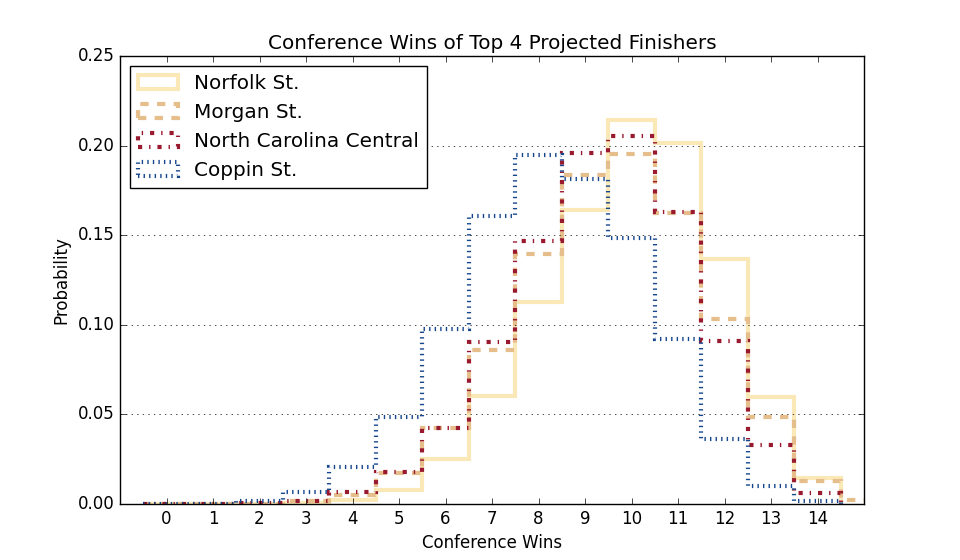 Conference Wins of Top 4 Projected Finishers
0.25
0.20
0.15
0.10
0.05
0.00
Probability
Norfolk St.
Morgan St.
North Carolina Central
Coppin St.
0 1 2 3 4 5 6 7 8 9 10 11 12 13 14
Conference Wins